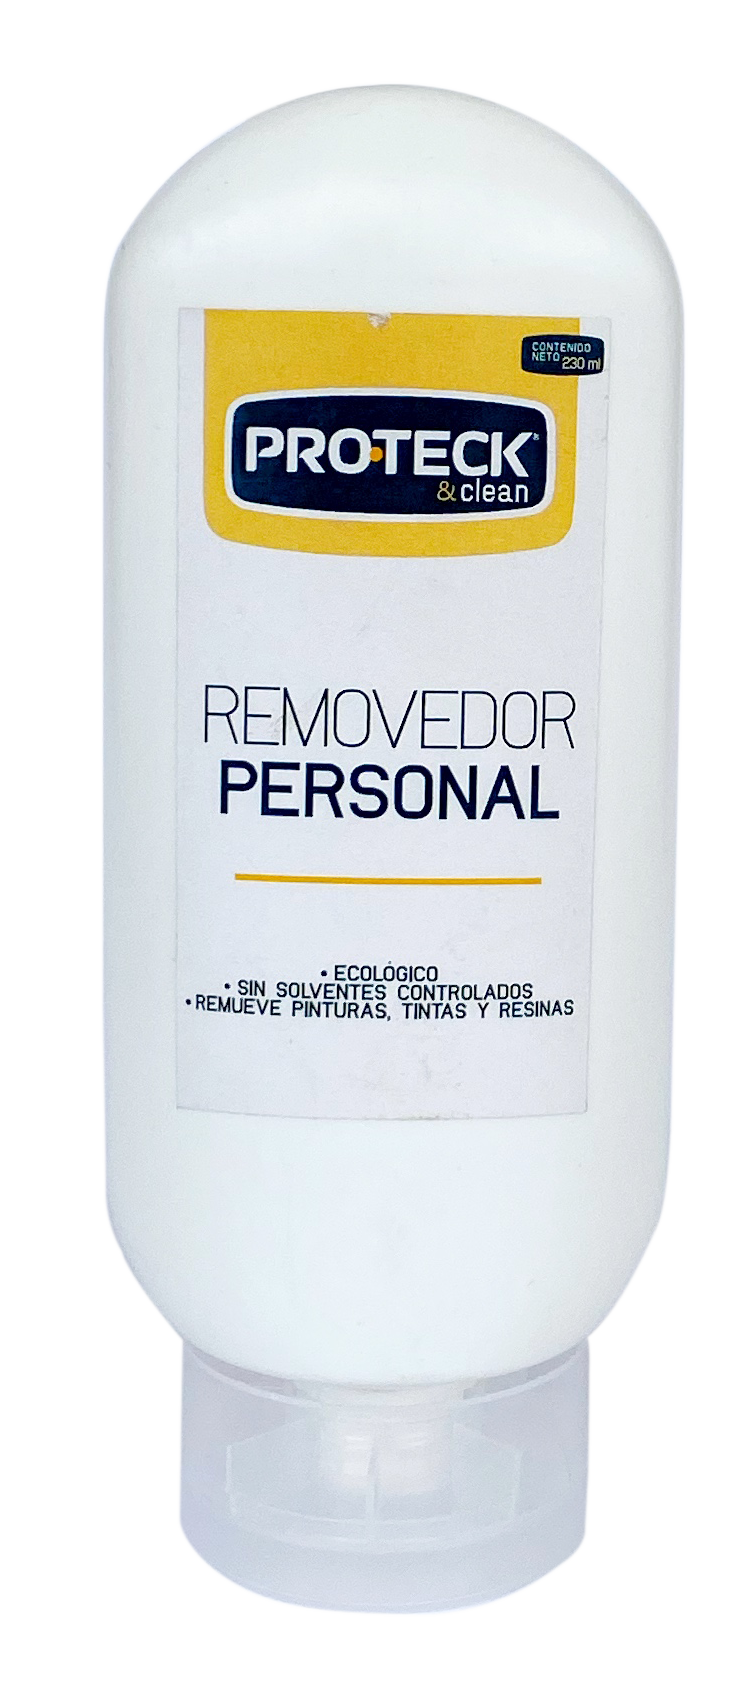 CONTENIDO
NETO 230 ml
PRO•TECK®
&clean
REMOVEDOR
PERSONAL
• ECOLÓGICO
• SIN SOLVENTES CONTROLADOS
• REMUEVE PINTURAS, TINTAS Y RESINAS